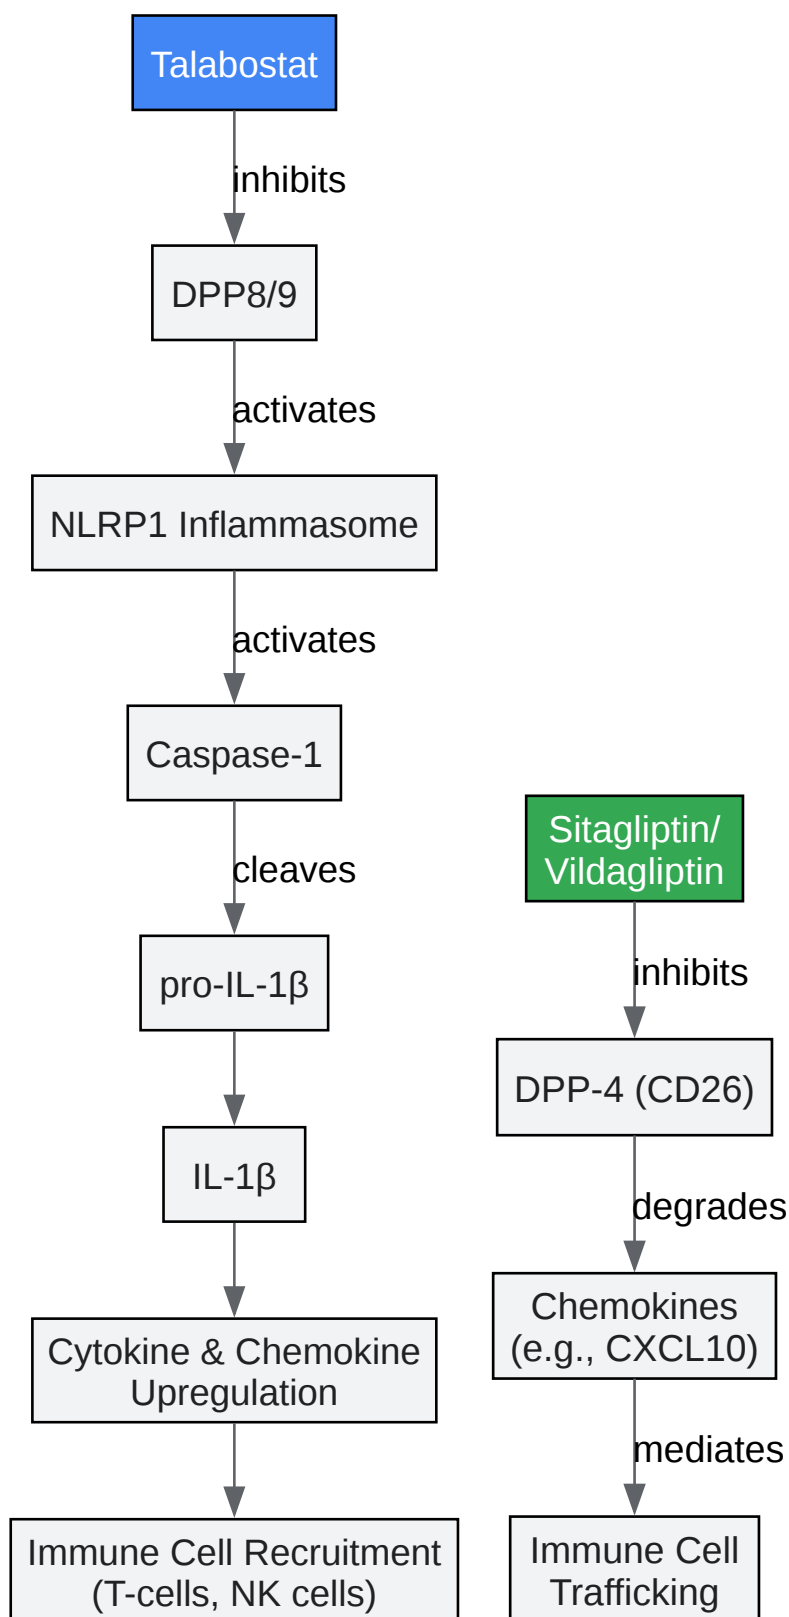 Talabostat
inhibits
DPP8/9
activates
NLRP1 Inflammasome
activates
Caspase-1
cleaves
pro-IL-1β
IL-1β
Cytokine & Chemokine
Upregulation
Immune Cell Recruitment
(T-cells, NK cells)
Sitagliptin/
Vildagliptin
inhibits
DPP-4 (CD26)
degrades
Chemokines
(e.g., CXCL10)
mediates
Immune Cell
Trafficking